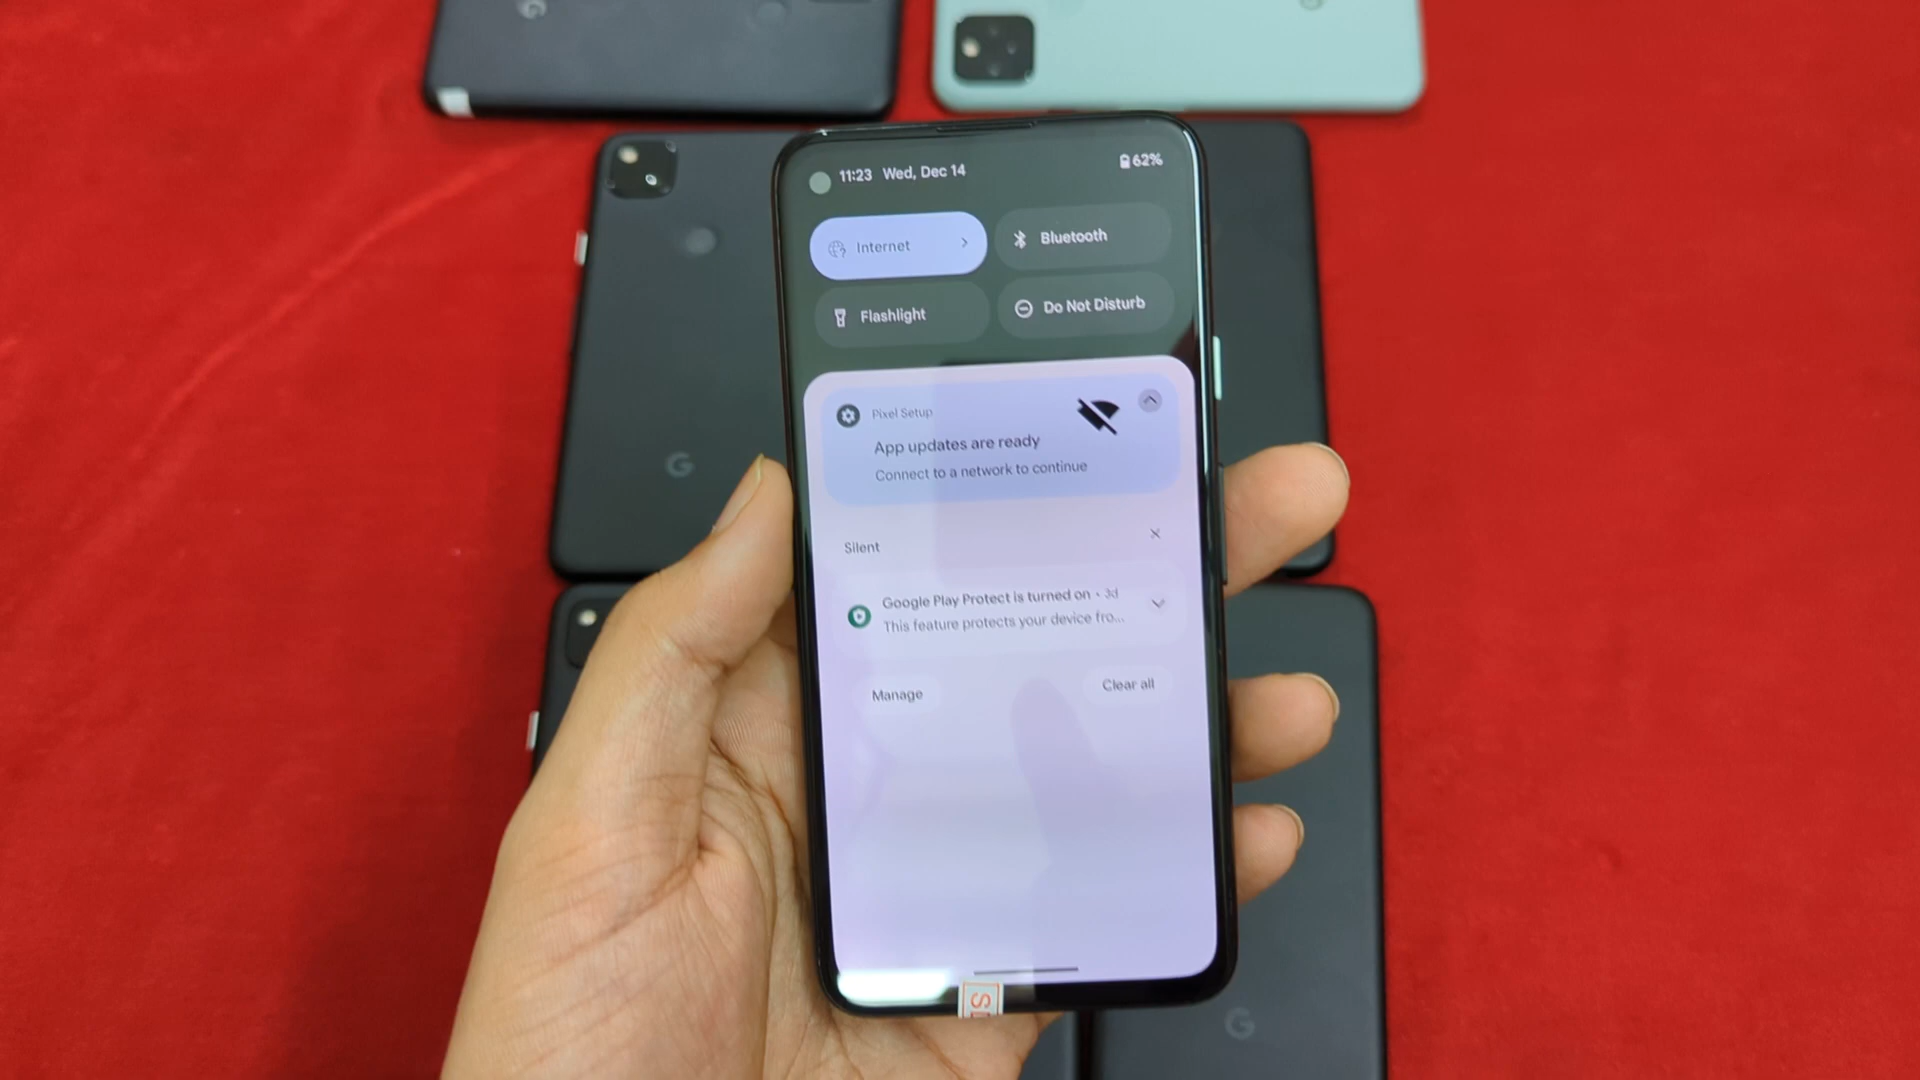 11:23 Wed, Dec 14
62%
Internet
Bluetooth
Flashlight
Do Not Disturb
Pixel Setup
App updates are ready
Connect to a network to continue
Silent
Google Play Protect is turned on • 3d
This feature protects your device fro...
Manage
Clear all
G
G
G